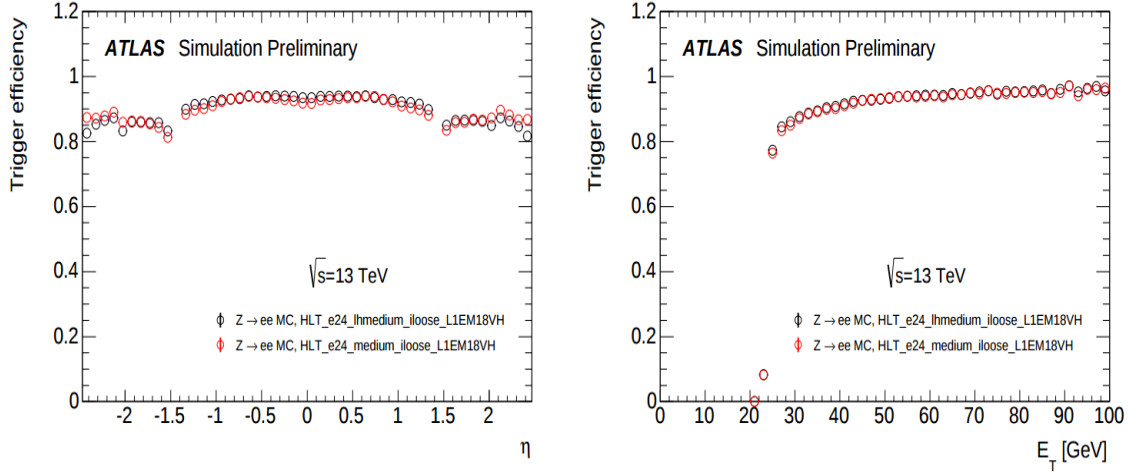 Trigger efficiency
1.2
1
0.8
0.6
0.4
0.2
0
ATLAS Simulation Preliminary
√s=13 TeV
Z → ee MC, HLT_e24_lhmedium_iloose_L1EM18VH
Z → ee MC, HLT_e24_medium_iloose_L1EM18VH
-2 -1.5 -1 -0.5 0 0.5 1 1.5 2
η
Trigger efficiency
1.2
1
0.8
0.6
0.4
0.2
0
ATLAS Simulation Preliminary
√s=13 TeV
Z → ee MC, HLT_e24_lhmedium_iloose_L1EM18VH
Z → ee MC, HLT_e24_medium_iloose_L1EM18VH
0 10 20 30 40 50 60 70 80 90 100
E_T [GeV]